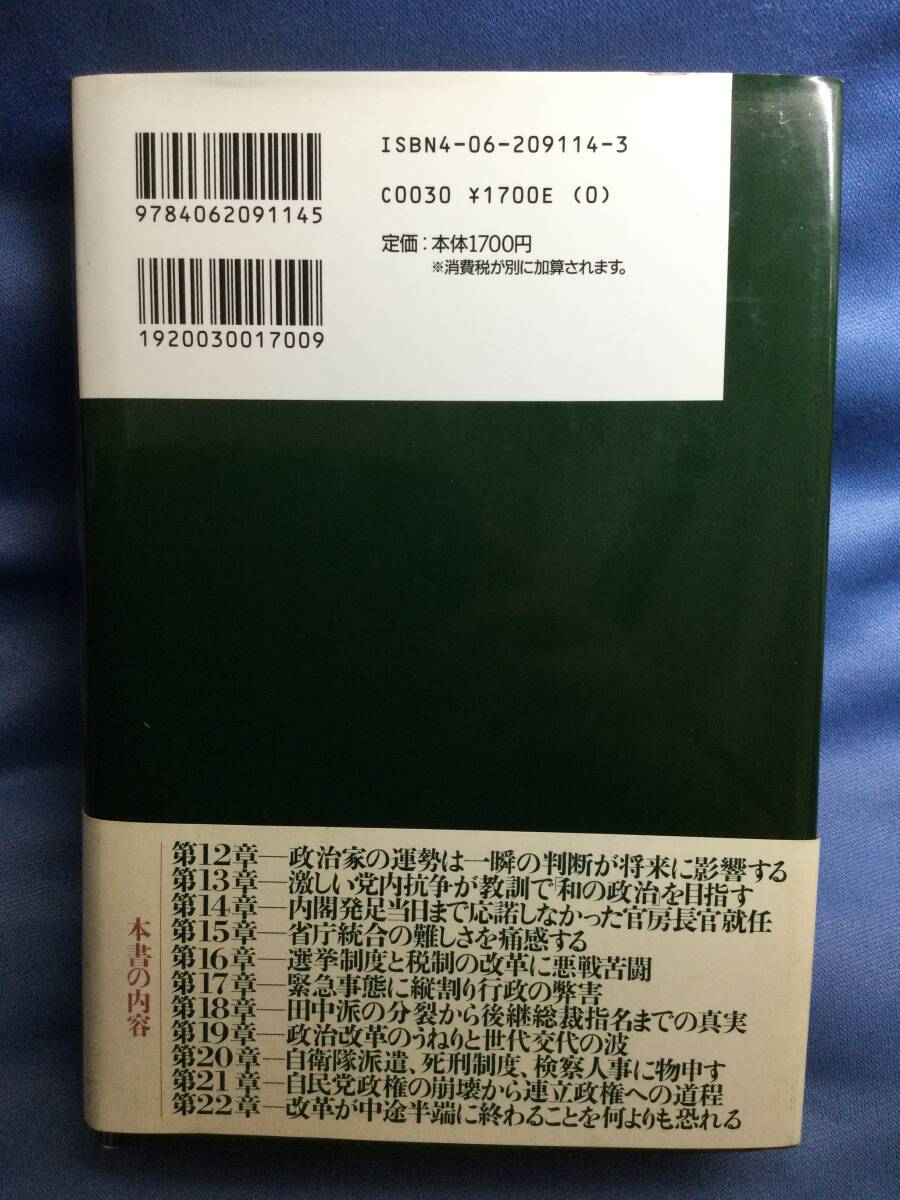 ISBN4-06-209114-3
C0030 ¥1700E (0)
定価：本体1700円
※消費税が別に加算されます。
9784062091145
1920030017009
本書の内容
第12章―政治家の運勢は一瞬の判断が将来に影響する
第13章―激しい党内抗争が教訓で「和の政治」を目指す
第14章―内閣発足当日まで応諾しなかった官房長官就任
第15章―省庁統合の難しさを痛感する
第16章―選挙制度と税制の改革に悪戦苦闘
第17章―緊急事態に縦割り行政の弊害
第18章―田中派の分裂から後継総裁指名までの真実
第19章―政治改革のうねりと世代交代の波
第20章―自衛隊派遣、死刑制度、検察人事に物申す
第21章―自民党政権の崩壊から連立政権への道程
第22章―改革が中途半端に終わることを何よりも恐れる